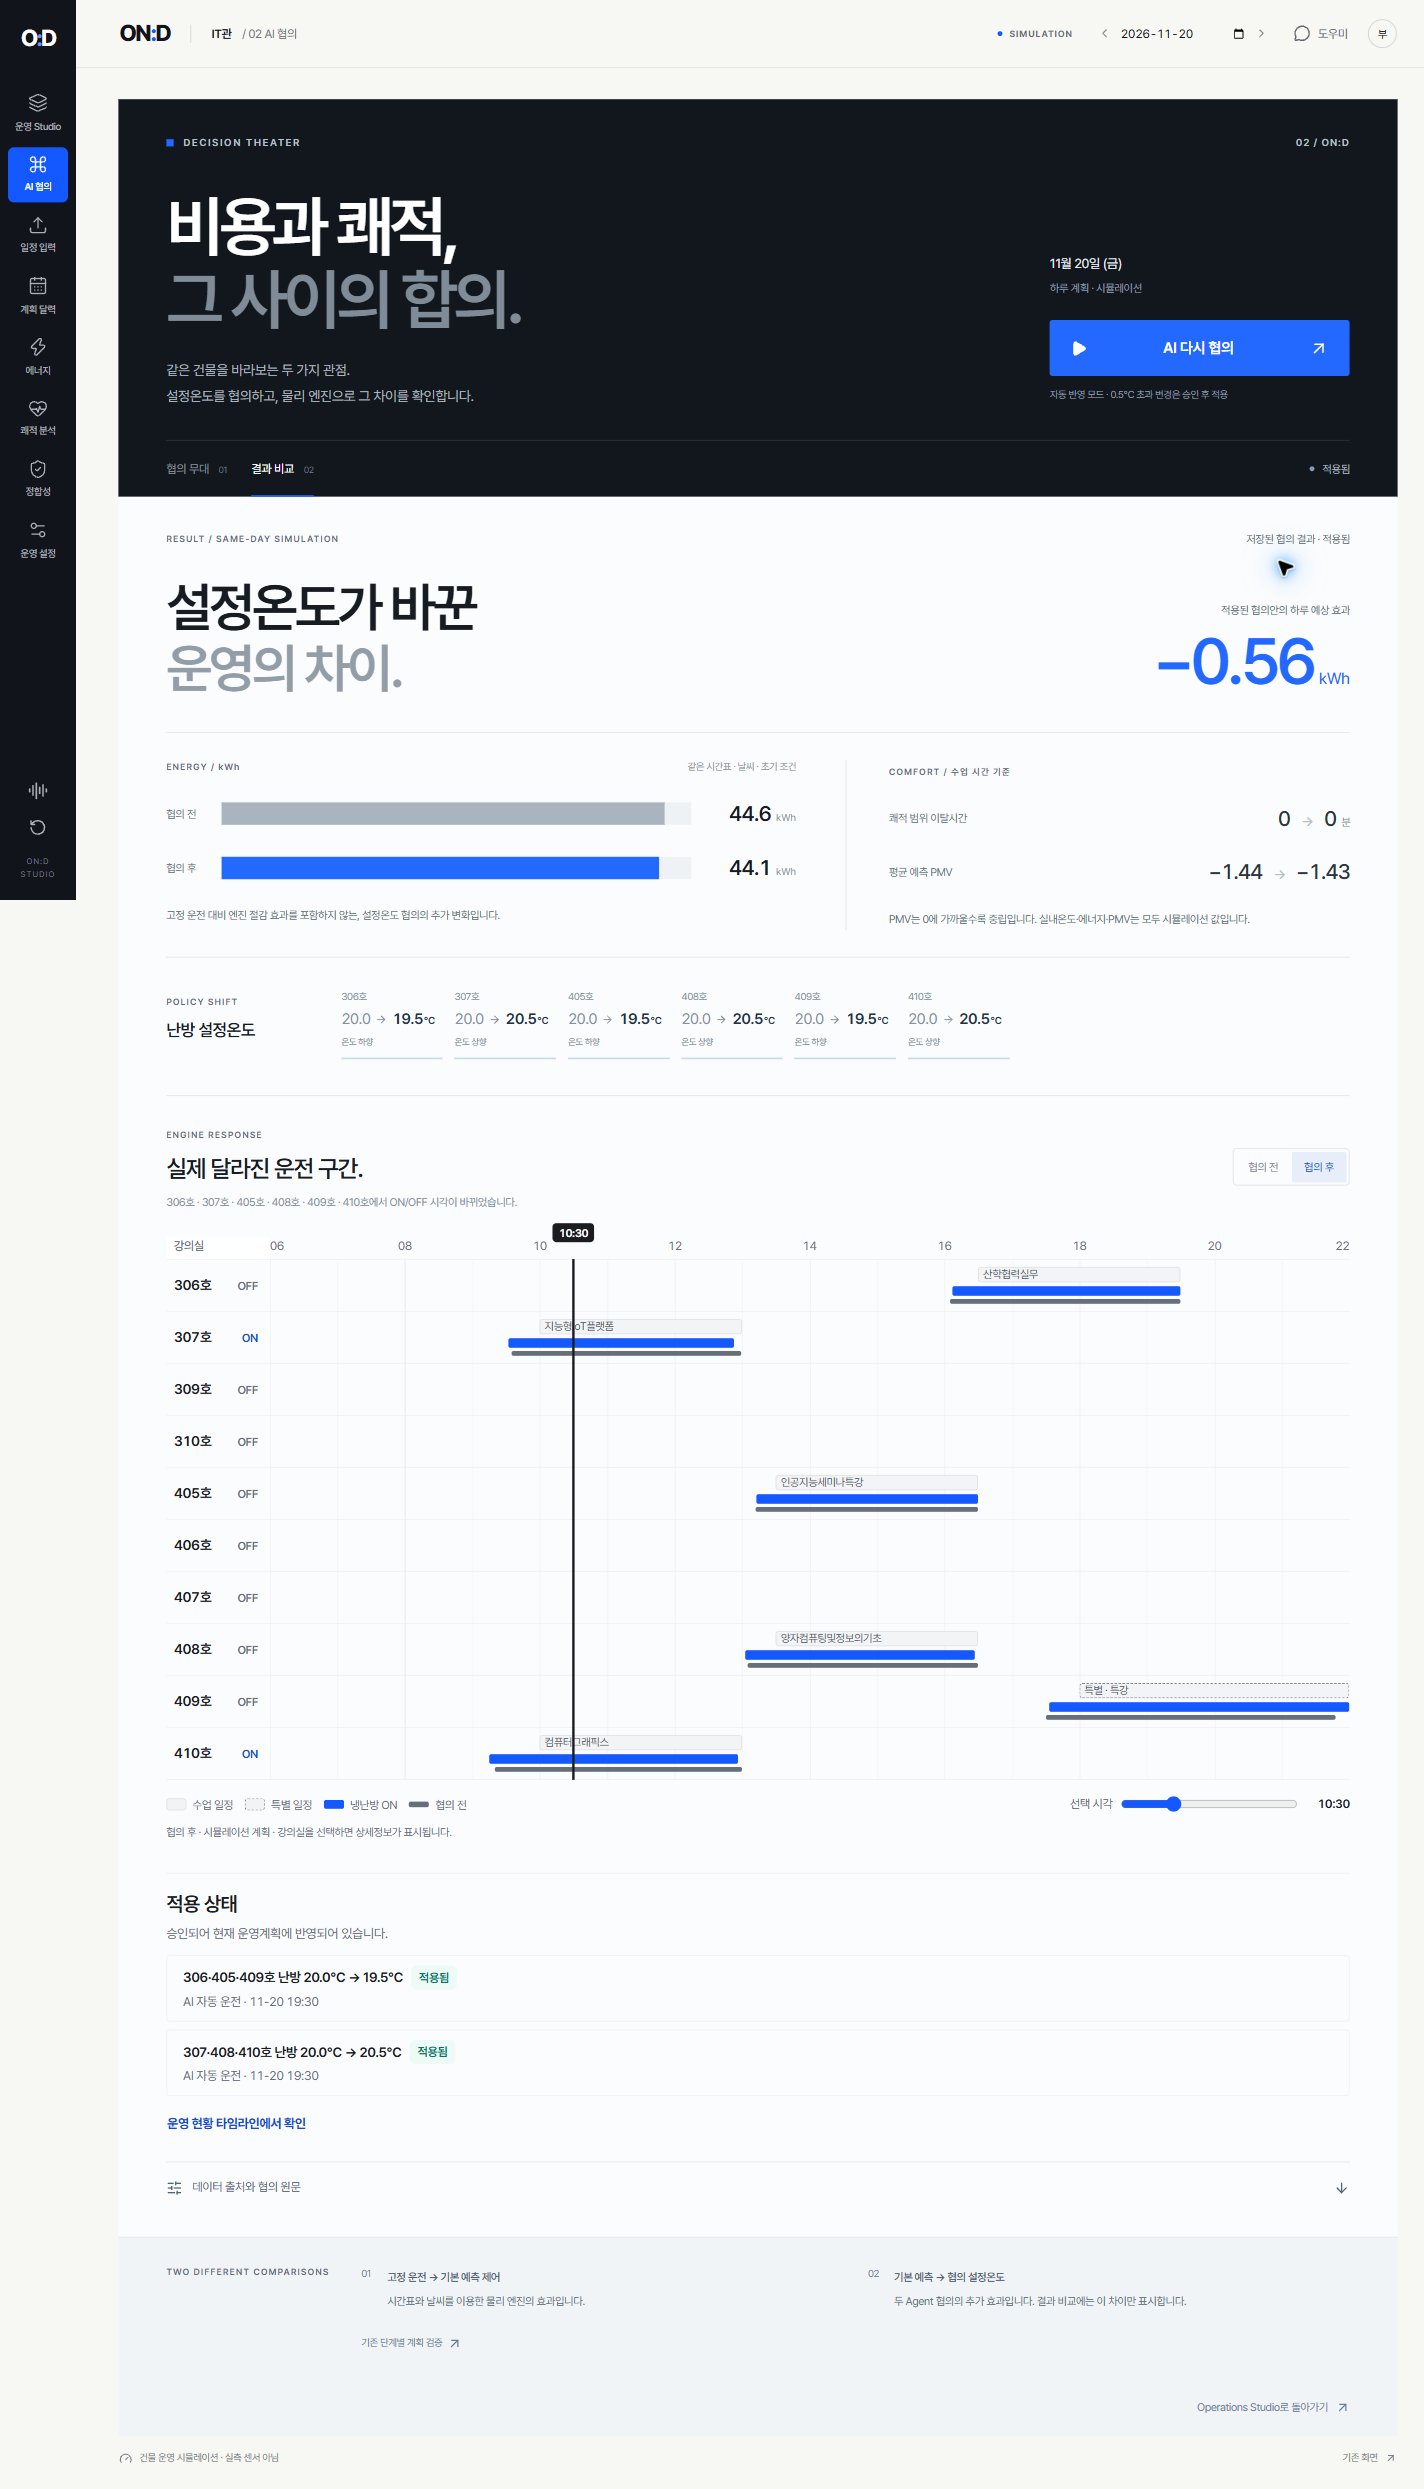 O:D
운영 Studio
AI 협의
일정 입력
계획 달력
에너지
쾌적 분석
정합성
운영 설정
ON:D
STUDIO
ON:D
IT관 / 02 AI 협의
SIMULATION
2026-11-20
도우미
부
DECISION THEATER
02 / ON:D
비용과 쾌적,
그 사이의 합의.
같은 건물을 바라보는 두 가지 관점.
설정온도를 협의하고, 물리 엔진으로 그 차이를 확인합니다.
11월 20일 (금)
하루 계획 · 시뮬레이션
AI 다시 협의
자동 반영 모드 · 0.5°C 초과 변경은 승인 후 적용
협의 무대 01
결과 비교 02
적용됨
RESULT / SAME-DAY SIMULATION
저장된 협의 결과 · 적용됨
설정온도가 바꾼
운영의 차이.
적용된 협의안의 하루 예상 효과
−0.56 kWh
ENERGY / kWh
같은 시간표 · 날씨 · 초기 조건
협의 전 44.6 kWh
협의 후 44.1 kWh
고정 운전 대비 엔진 절감 효과를 포함하지 않는, 설정온도 협의의 추가 변화입니다.
COMFORT / 수업 시간 기준
쾌적 범위 이탈시간 0 → 0 분
평균 예측 PMV −1.44 → −1.43
PMV는 0에 가까울수록 중립입니다. 실내온도·에너지·PMV는 모두 시뮬레이션 값입니다.
POLICY SHIFT
난방 설정온도
306호
20.0 → 19.5°C
온도 하향
307호
20.0 → 20.5°C
온도 상향
405호
20.0 → 19.5°C
온도 하향
408호
20.0 → 20.5°C
온도 상향
409호
20.0 → 19.5°C
온도 하향
410호
20.0 → 20.5°C
온도 상향
ENGINE RESPONSE
실제 달라진 운전 구간.
306호 · 307호 · 405호 · 408호 · 409호 · 410호에서 ON/OFF 시각이 바뀌었습니다.
협의 전
협의 후
10:30
강의실 06 08 10 12 14 16 18 20 22
306호 OFF 산학협력실무
307호 ON 지능형IoT플랫폼
309호 OFF
310호 OFF
405호 OFF 인공지능세미나특강
406호 OFF
407호 OFF
408호 OFF 양자컴퓨팅및정보의기초
409호 OFF 특별 · 특강
410호 ON 컴퓨터그래픽스
수업 일정
특별 일정
냉난방 ON
협의 전
선택 시각 10:30
협의 후 · 시뮬레이션 계획 · 강의실을 선택하면 상세정보가 표시됩니다.
적용 상태
승인되어 현재 운영계획에 반영되어 있습니다.
306·405·409호 난방 20.0°C → 19.5°C 적용됨
AI 자동 운전 · 11-20 19:30
307·408·410호 난방 20.0°C → 20.5°C 적용됨
AI 자동 운전 · 11-20 19:30
운영 현황 타임라인에서 확인
데이터 출처와 협의 원문
TWO DIFFERENT COMPARISONS
01 고정 운전 → 기본 예측 제어
시간표와 날씨를 이용한 물리 엔진의 효과입니다.
02 기본 예측 → 협의 설정온도
두 Agent 협의의 추가 효과입니다. 결과 비교에는 이 차이만 표시합니다.
기존 단계별 계획 검증
Operations Studio로 돌아가기
건물 운영 시뮬레이션 · 실측 센서 아님
기존 화면